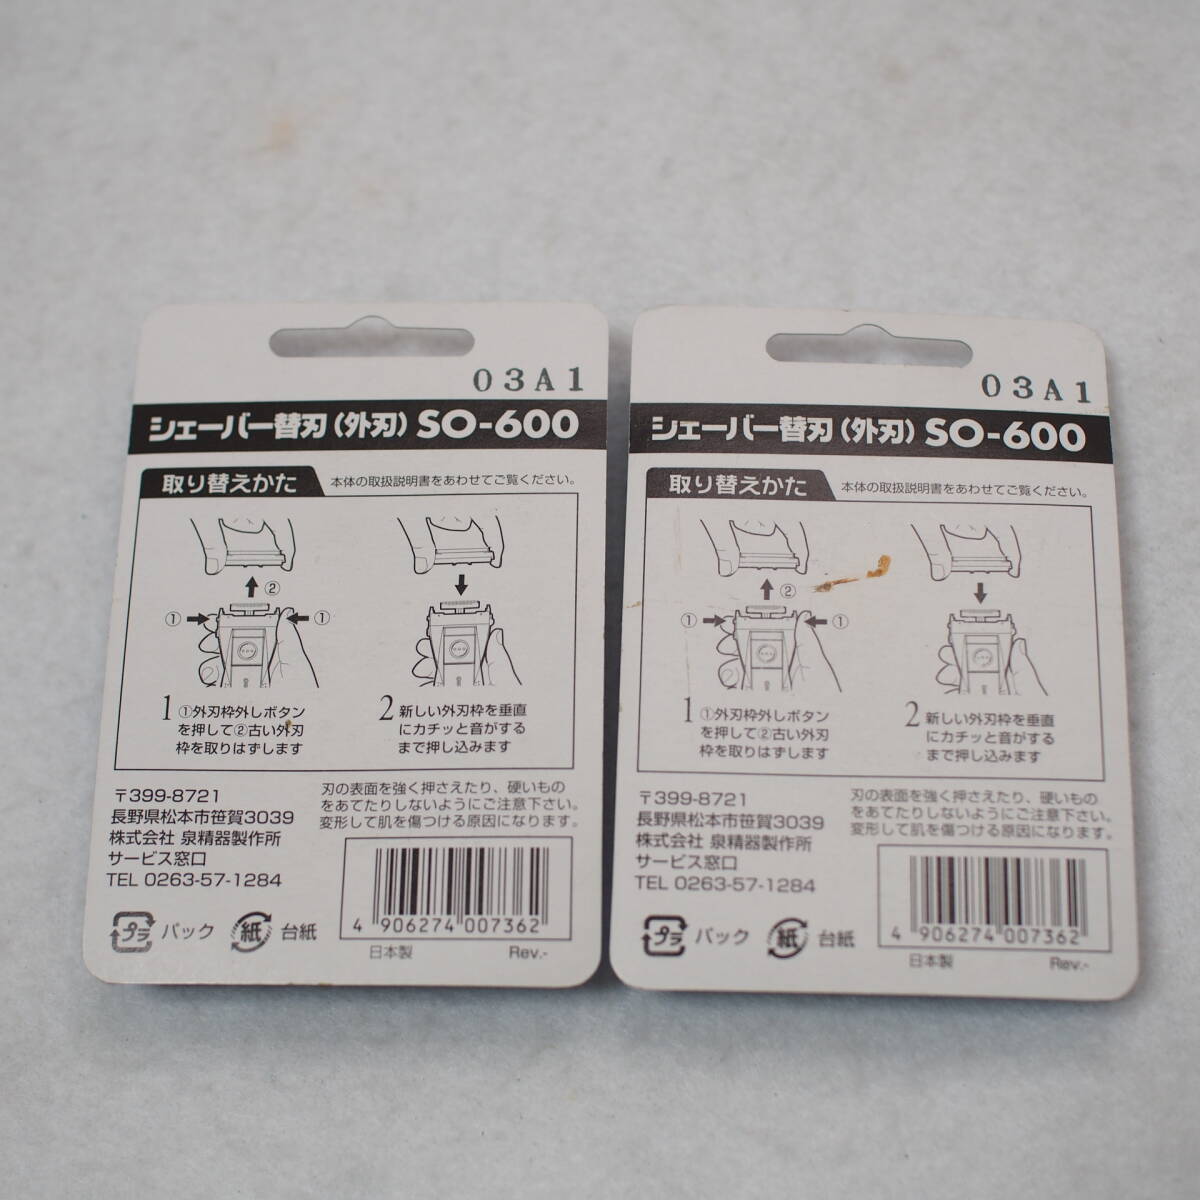 03A1
シェーバー替刃(外刃) SO-600
取り替えかた 本体の取扱説明書をあわせてご覧ください。
②
① ①
1 ①外刃枠外しボタン
を押して②古い外刃
枠を取りはずします
2 新しい外刃枠を垂直
にカチッと音がする
まで押し込みます
〒399-8721
長野県松本市笹賀3039
株式会社 泉精器製作所
サービス窓口
TEL 0263-57-1284
刃の表面を強く押さえたり、硬いもの
をあてたりしないようにご注意下さい。
変形して肌を傷つける原因になります。
プラ パック 紙 台紙
4 906274 007362
日本製 Rev.-
03A1
シェーバー替刃(外刃) SO-600
取り替えかた 本体の取扱説明書をあわせてご覧ください。
②
① ①
1 ①外刃枠外しボタン
を押して②古い外刃
枠を取りはずします
2 新しい外刃枠を垂直
にカチッと音がする
まで押し込みます
〒399-8721
長野県松本市笹賀3039
株式会社 泉精器製作所
サービス窓口
TEL 0263-57-1284
刃の表面を強く押さえたり、硬いもの
をあてたりしないようにご注意下さい。
変形して肌を傷つける原因になります。
プラ パック 紙 台紙
4 906274 007362
日本製 Rev.-